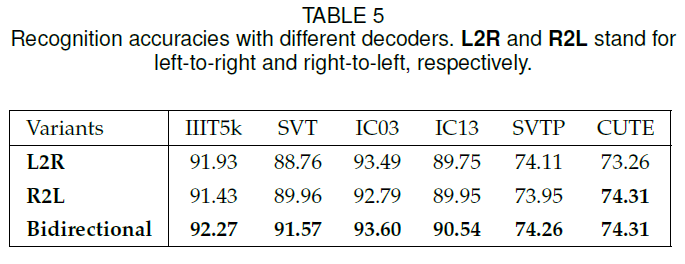 TABLE 5
Recognition accuracies with different decoders. L2R and R2L stand for
left-to-right and right-to-left, respectively.
Variants IIIT5k SVT IC03 IC13 SVTP CUTE
L2R 91.93 88.76 93.49 89.75 74.11 73.26
R2L 91.43 89.96 92.79 89.95 73.95 74.31
Bidirectional 92.27 91.57 93.60 90.54 74.26 74.31